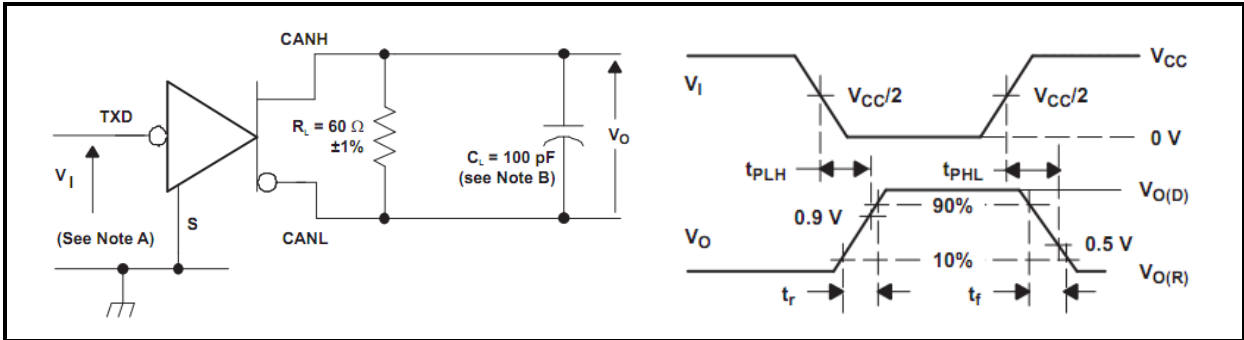 CANH
TXD
R_L = 60 Ω
±1%
C_L = 100 pF
(see Note B)
V_O
V_I
(See Note A)
S
CANL
V_I
V_CC
V_CC/2
V_CC/2
0 V
t_PLH
t_PHL
V_O(D)
90%
0.9 V
V_O
0.5 V
10%
V_O(R)
t_r
t_f